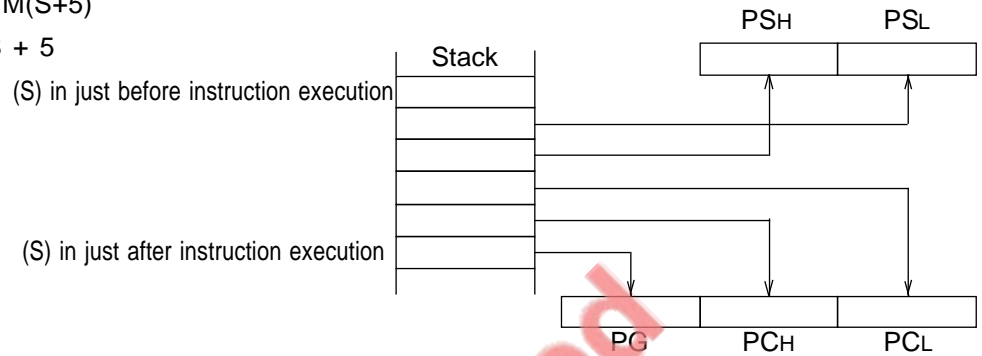 M(S+5)
+ 5
PSH PSL
Stack
(S) in just before instruction execution
(S) in just after instruction execution
PG PCH PCL